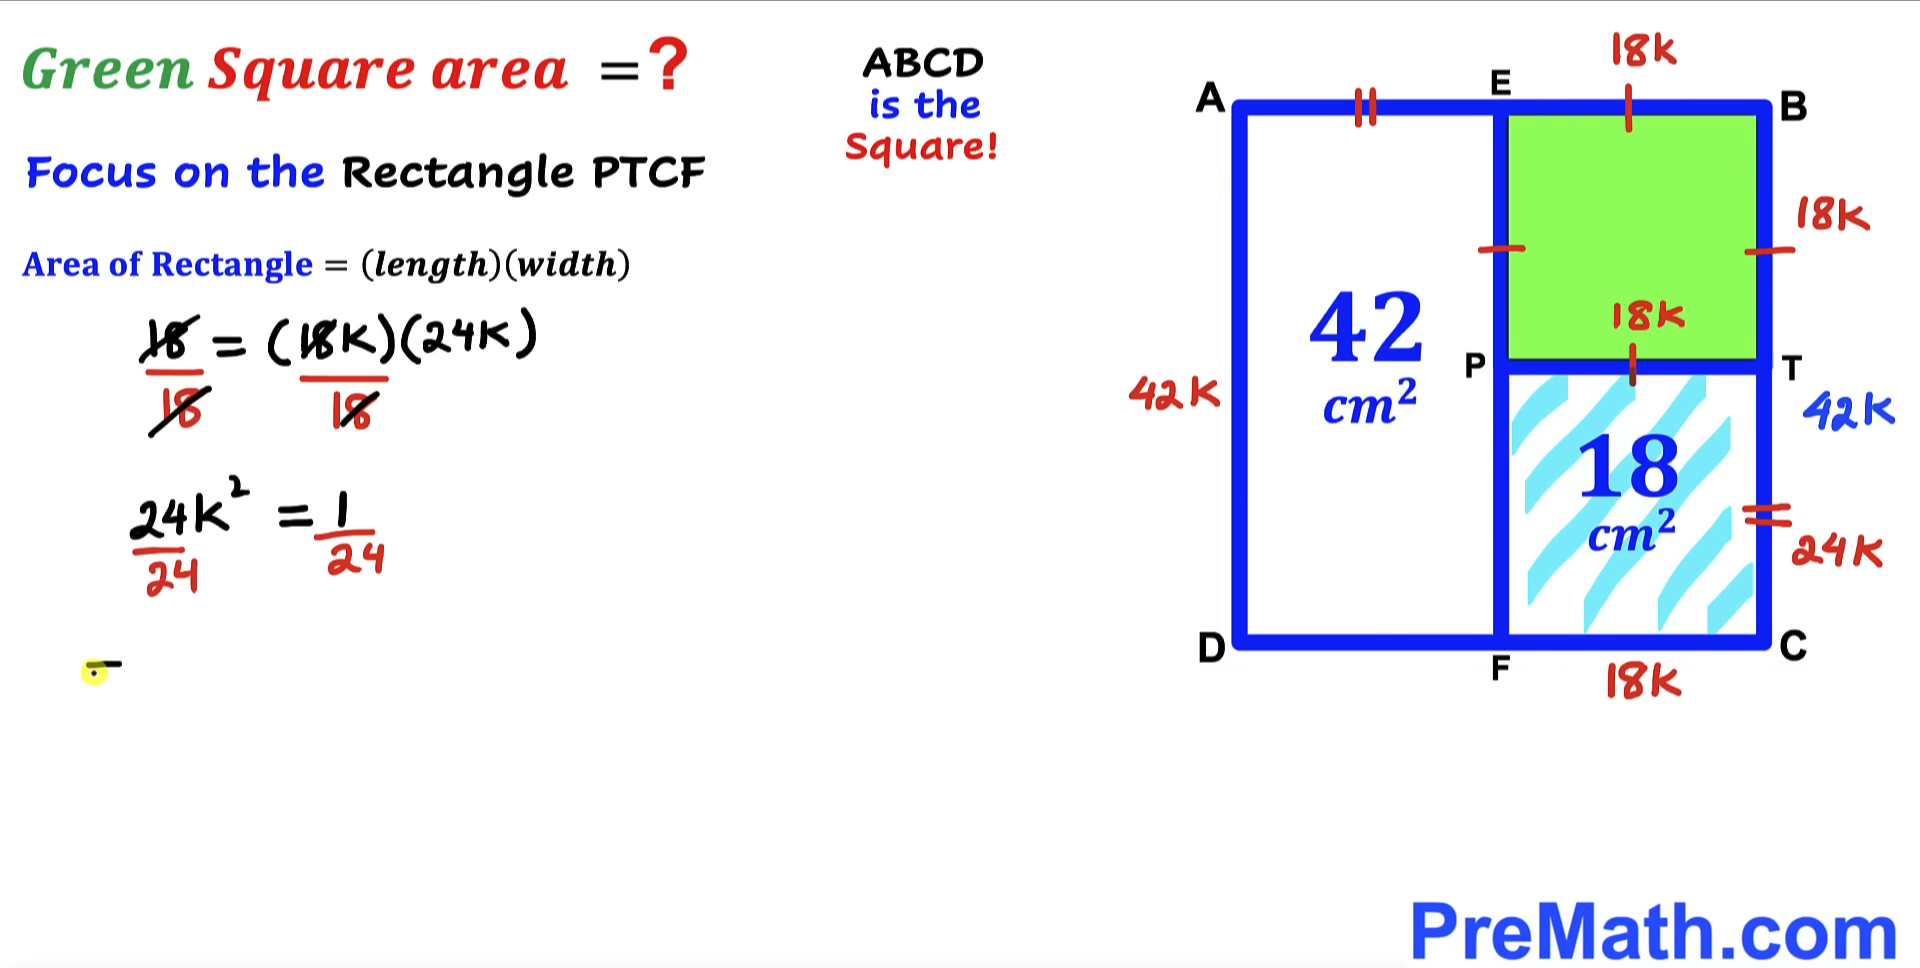 Green Square area = ?
Focus on the Rectangle PTCF
Area of Rectangle = (length)(width)
18 = (18K)(24K)
18 18
24K² = 1
24 24
ABCD
is the
Square!
18K
A E B
18K
18K
42
cm²
P T
42K
42K
18
cm²
24K
D F C
18K
PreMath.com